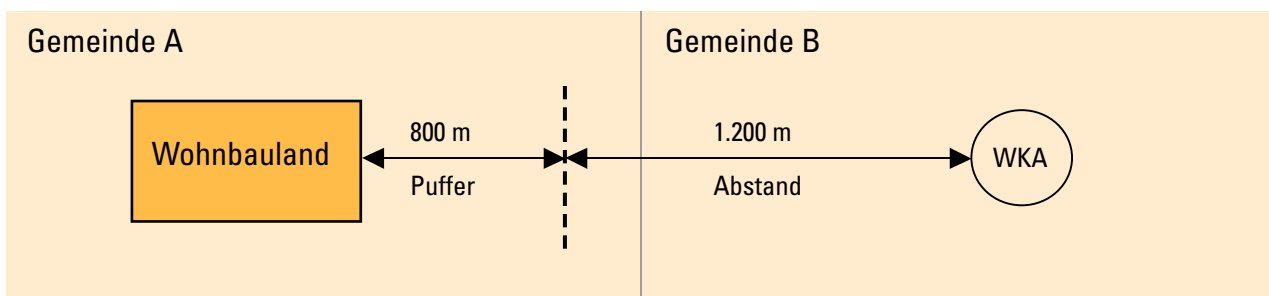 Gemeinde A
Gemeinde B
Wohnbauland
800 m
Puffer
1.200 m
Abstand
WKA